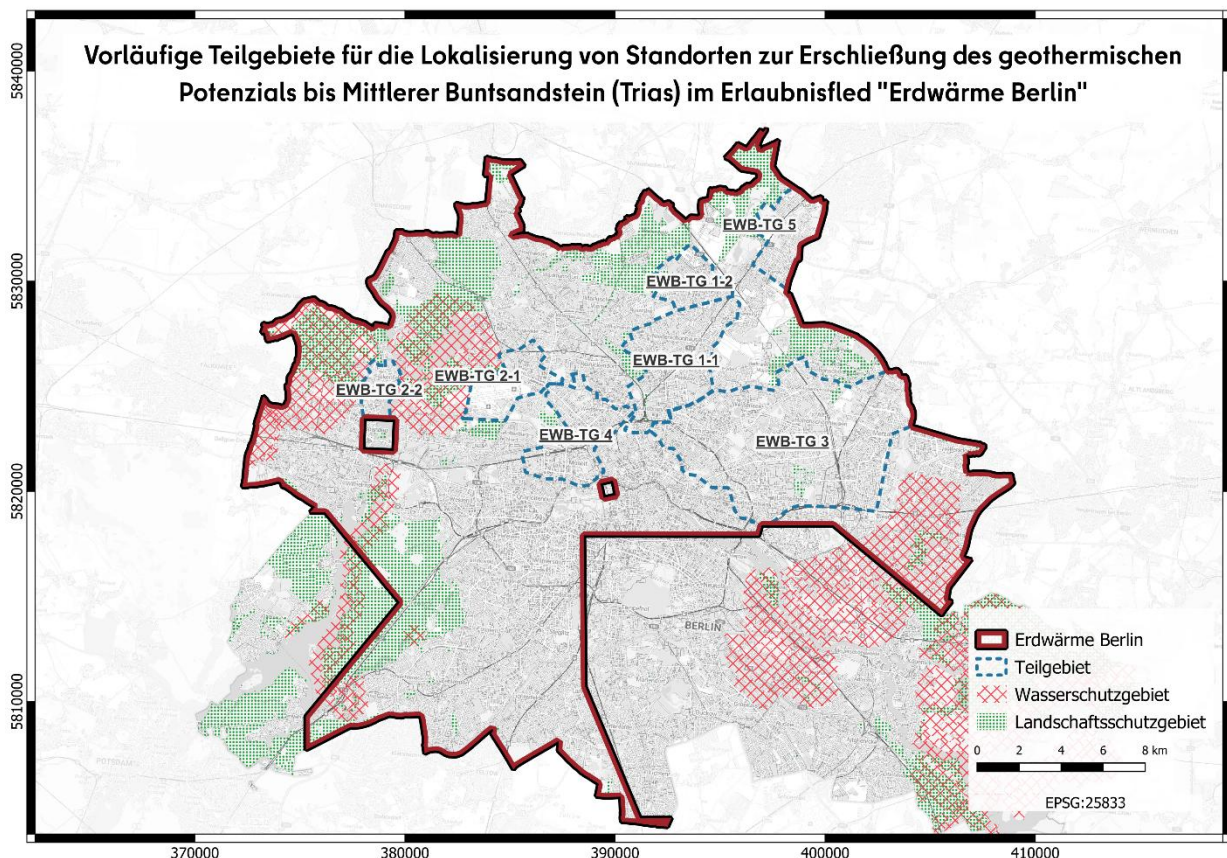 Vorläufige Teilgebiete für die Lokalisierung von Standorten zur Erschließung des geothermischen
Potenzials bis Mittlerer Buntsandstein (Trias) im Erlaubnisfled "Erdwärme Berlin"
5840000
5830000
5820000
5810000
EWB-TG 5
EWB-TG 1-2
EWB-TG 1-1
EWB-TG 2-1
EWB-TG 2-2
EWB-TG 4
EWB-TG 3
BERLIN
POTSDAM
Erdwärme Berlin
Teilgebiet
Wasserschutzgebiet
Landschaftsschutzgebiet
0 2 4 6 8 km
EPSG:25833
370000 380000 390000 400000 410000